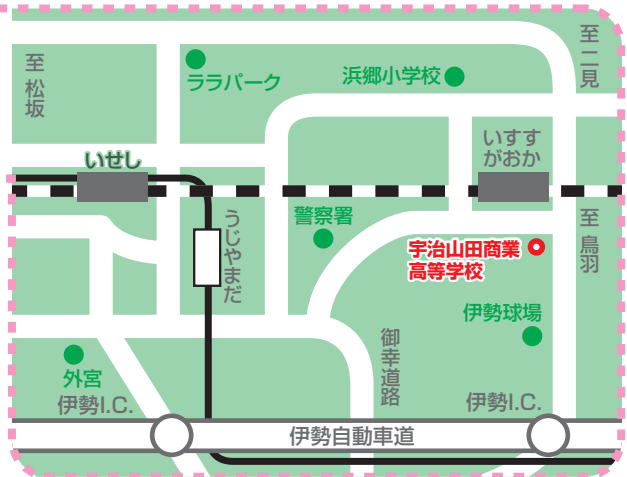 至 松坂
ララパーク
浜郷小学校
至 二見
いせし
いすす
がおか
うじやまだ
警察署
宇治山田商業
高等学校
至 鳥羽
伊勢球場
御幸道路
外宮
伊勢I.C.
伊勢I.C.
伊勢自動車道